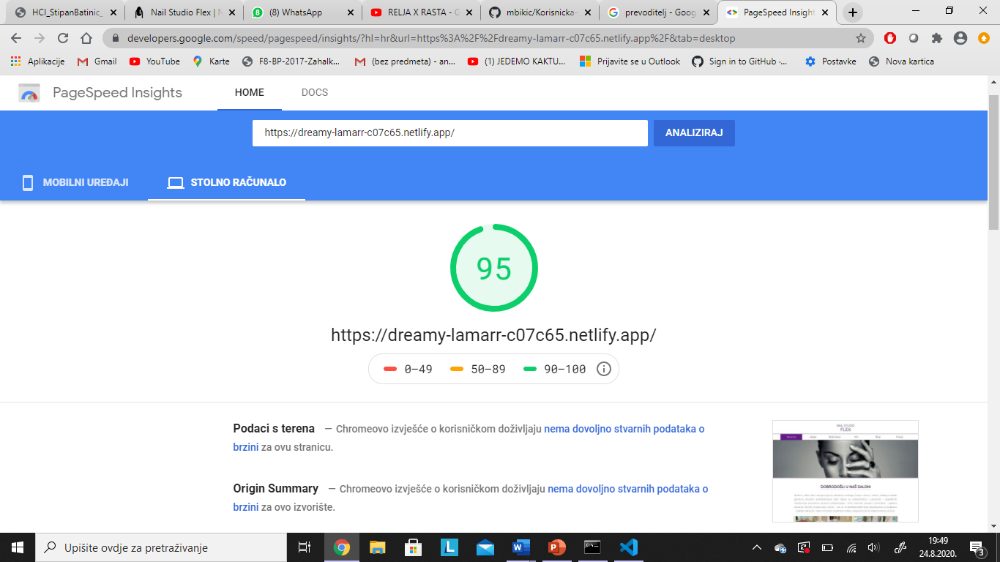 HCI_StipanBatinic_
Nail Studio Flex | N
(8) WhatsApp
RELJA X RASTA - G
mbikic/Korisnicka-
prevoditelj - Goog
PageSpeed Insight
developers.google.com/speed/pagespeed/insights/?hl=hr&url=https%3A%2F%2Fdreamy-lamarr-c07c65.netlify.app%2F&tab=desktop
Aplikacije
Gmail
YouTube
Karte
F8-BP-2017-Zahalk...
(bez predmeta) - an...
(1) JEDEMO KAKTU...
Prijavite se u Outlook
Sign in to GitHub ·...
Postavke
Nova kartica
PageSpeed Insights
HOME
DOCS
https://dreamy-lamarr-c07c65.netlify.app/
ANALIZIRAJ
MOBILNI UREĐAJI
STOLNO RAČUNALO
95
https://dreamy-lamarr-c07c65.netlify.app/
0–49
50–89
90–100
Podaci s terena — Chromeovo izvješće o korisničkom doživljaju nema dovoljno stvarnih podataka o
brzini za ovu stranicu.
NAIL STUDIO
FLEX
DOBRODOŠLI U NAŠ SALON
Origin Summary — Chromeovo izvješće o korisničkom doživljaju nema dovoljno stvarnih podataka o
brzini za ovo izvorište.
Upišite ovdje za pretraživanje
19:49
24.8.2020.
3